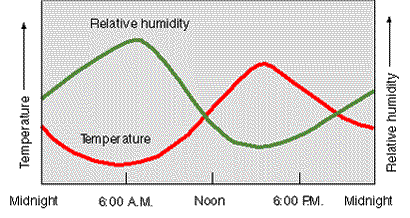 Relative humidity
Temperature
Temperature
Relative humidity
Midnight
6:00 A.M.
Noon
6:00 P.M.
Midnight